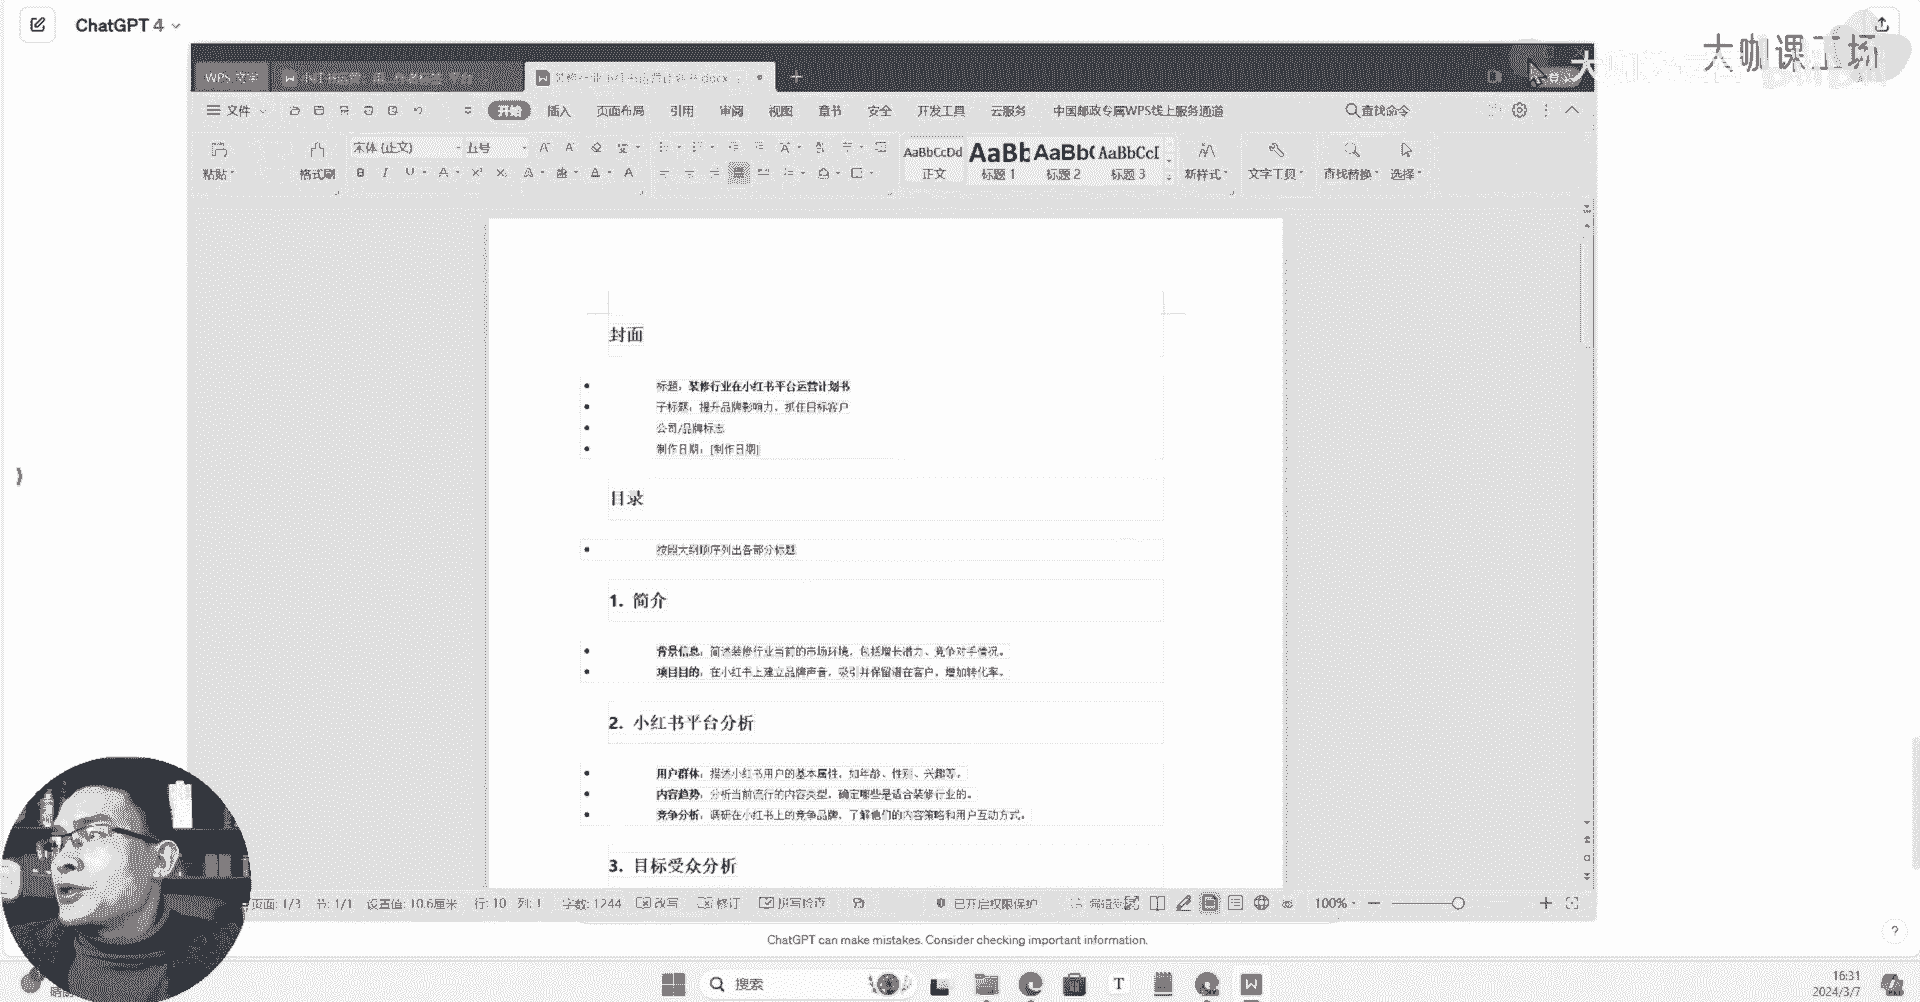 ChatGPT 4
大咖课工场
WPS 文字
装修行业小红书运营计划书.docx
文件
开始
插入
页面布局
引用
审阅
视图
章节
安全
开发工具
云服务
中国邮政专属WPS线上服务通道
查找命令
粘贴
格式刷
宋体 (正文)
五号
AaBbCcDd
正文
AaBb
标题 1
AaBb(
标题 2
AaBbCcI
标题 3
新样式
文字工具
查找替换
选择
封面
标题：装修行业在小红书平台运营计划书
子标题：提升品牌影响力，抓住目标客户
公司/品牌标志
制作日期：[制作日期]
目录
按照大纲顺序列出各部分标题
1. 简介
背景信息：简述装修行业当前的市场环境，包括增长潜力、竞争对手情况。
项目目的：在小红书上建立品牌声音，吸引并保留潜在客户，增加转化率。
2. 小红书平台分析
用户群体：描述小红书用户的基本属性，如年龄、性别、兴趣等。
内容趋势：分析当前流行的内容类型，确定哪些是适合装修行业的。
竞争分析：调研在小红书上的竞争品牌，了解他们的内容策略和用户互动方式。
3. 目标受众分析
页面: 1/3 节: 1/1 设置值: 10.6厘米 行: 10 列: 1 字数: 1244 改写 修订 拼写检查 已开启权限保护 100%
ChatGPT can make mistakes. Consider checking important information.
?
搜索
16:31
2024/3/7